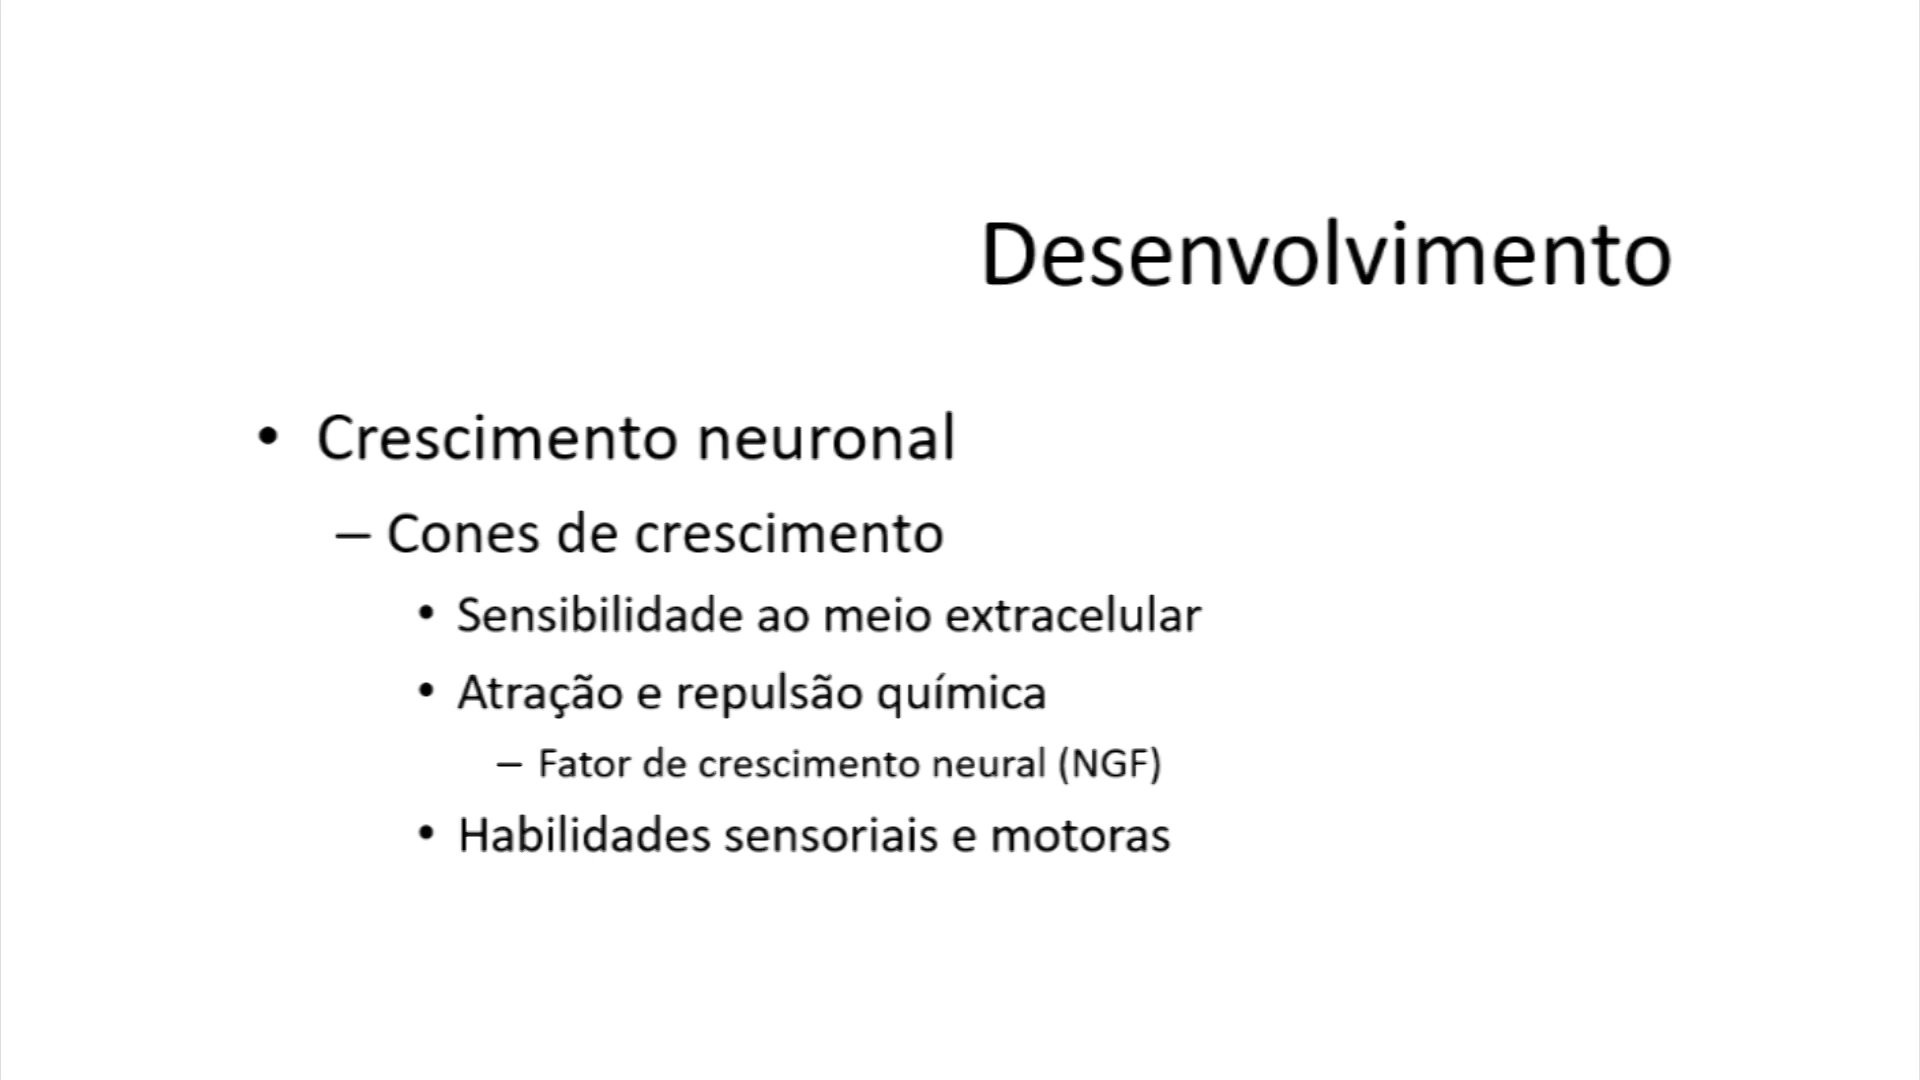 Desenvolvimento
• Crescimento neuronal
– Cones de crescimento
• Sensibilidade ao meio extracelular
• Atração e repulsão química
– Fator de crescimento neural (NGF)
• Habilidades sensoriais e motoras